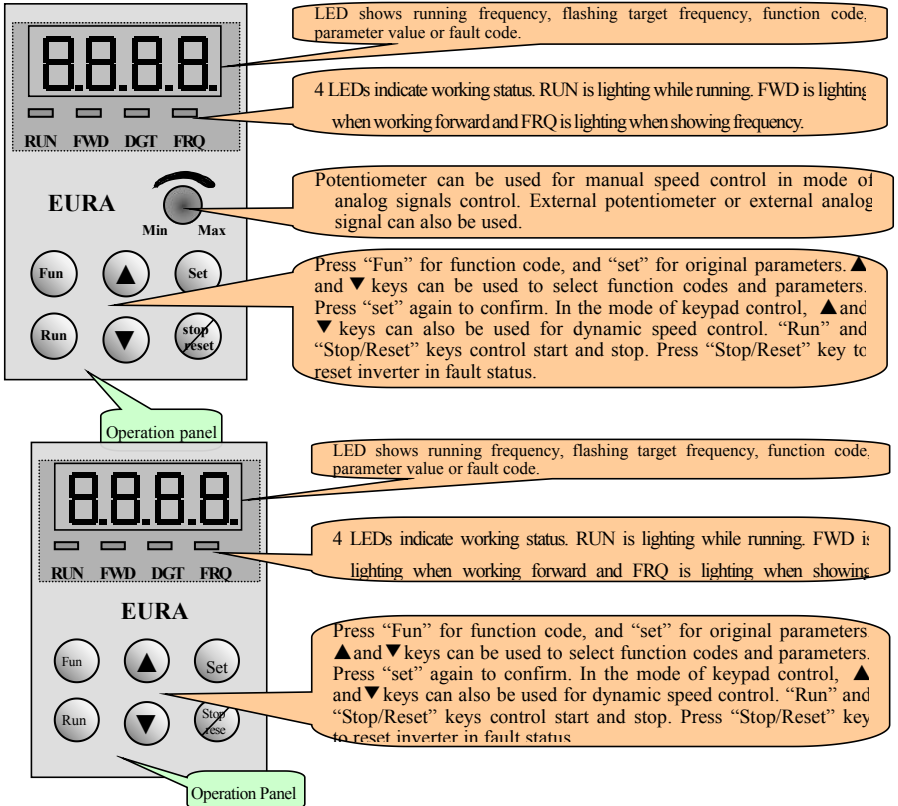 LED shows running frequency, flashing target frequency, function code,
parameter value or fault code.
8.8.8.8.
4 LEDs indicate working status. RUN is lighting while running. FWD is lighting
when working forward and FRQ is lighting when showing frequency.
RUN FWD DGT FRQ
Potentiometer can be used for manual speed control in mode of
analog signals control. External potentiometer or external analog
signal can also be used.
EURA
Min Max
Press “Fun” for function code, and “set” for original parameters. ▲
and ▼ keys can be used to select function codes and parameters.
Press “set” again to confirm. In the mode of keypad control, ▲ and
▼ keys can also be used for dynamic speed control. “Run” and
“Stop/Reset” keys control start and stop. Press “Stop/Reset” key to
reset inverter in fault status.
Fun ▲ Set
Run ▼ stop
reset
Operation panel
LED shows running frequency, flashing target frequency, function code,
parameter value or fault code.
8.8.8.8.
4 LEDs indicate working status. RUN is lighting while running. FWD is
lighting when working forward and FRQ is lighting when showing
RUN FWD DGT FRQ
EURA
Press “Fun” for function code, and “set” for original parameters
▲ and ▼ keys can be used to select function codes and parameters.
Press “set” again to confirm. In the mode of keypad control, ▲
and ▼ keys can also be used for dynamic speed control. “Run” and
“Stop/Reset” keys control start and stop. Press “Stop/Reset” key
to reset inverter in fault status
Fun ▲ Set
Run ▼ Stop
rese
Operation Panel